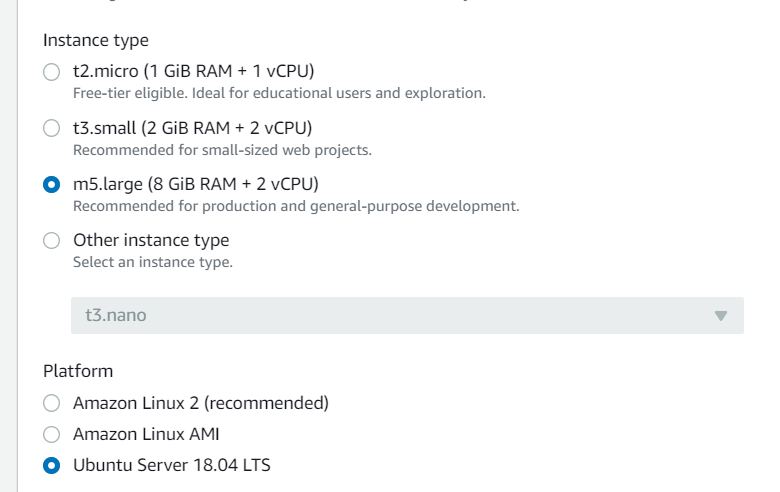 Instance type
t2.micro (1 GiB RAM + 1 vCPU)
Free-tier eligible. Ideal for educational users and exploration.
t3.small (2 GiB RAM + 2 vCPU)
Recommended for small-sized web projects.
m5.large (8 GiB RAM + 2 vCPU)
Recommended for production and general-purpose development.
Other instance type
Select an instance type.
t3.nano
Platform
Amazon Linux 2 (recommended)
Amazon Linux AMI
Ubuntu Server 18.04 LTS